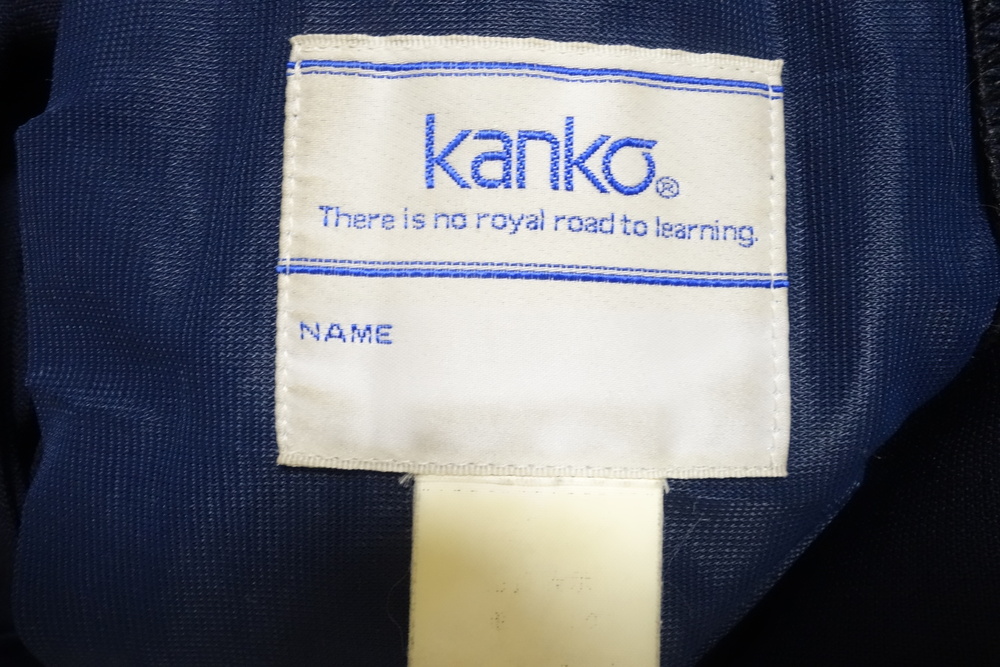 kanko®
There is no royal road to learning.
NAME